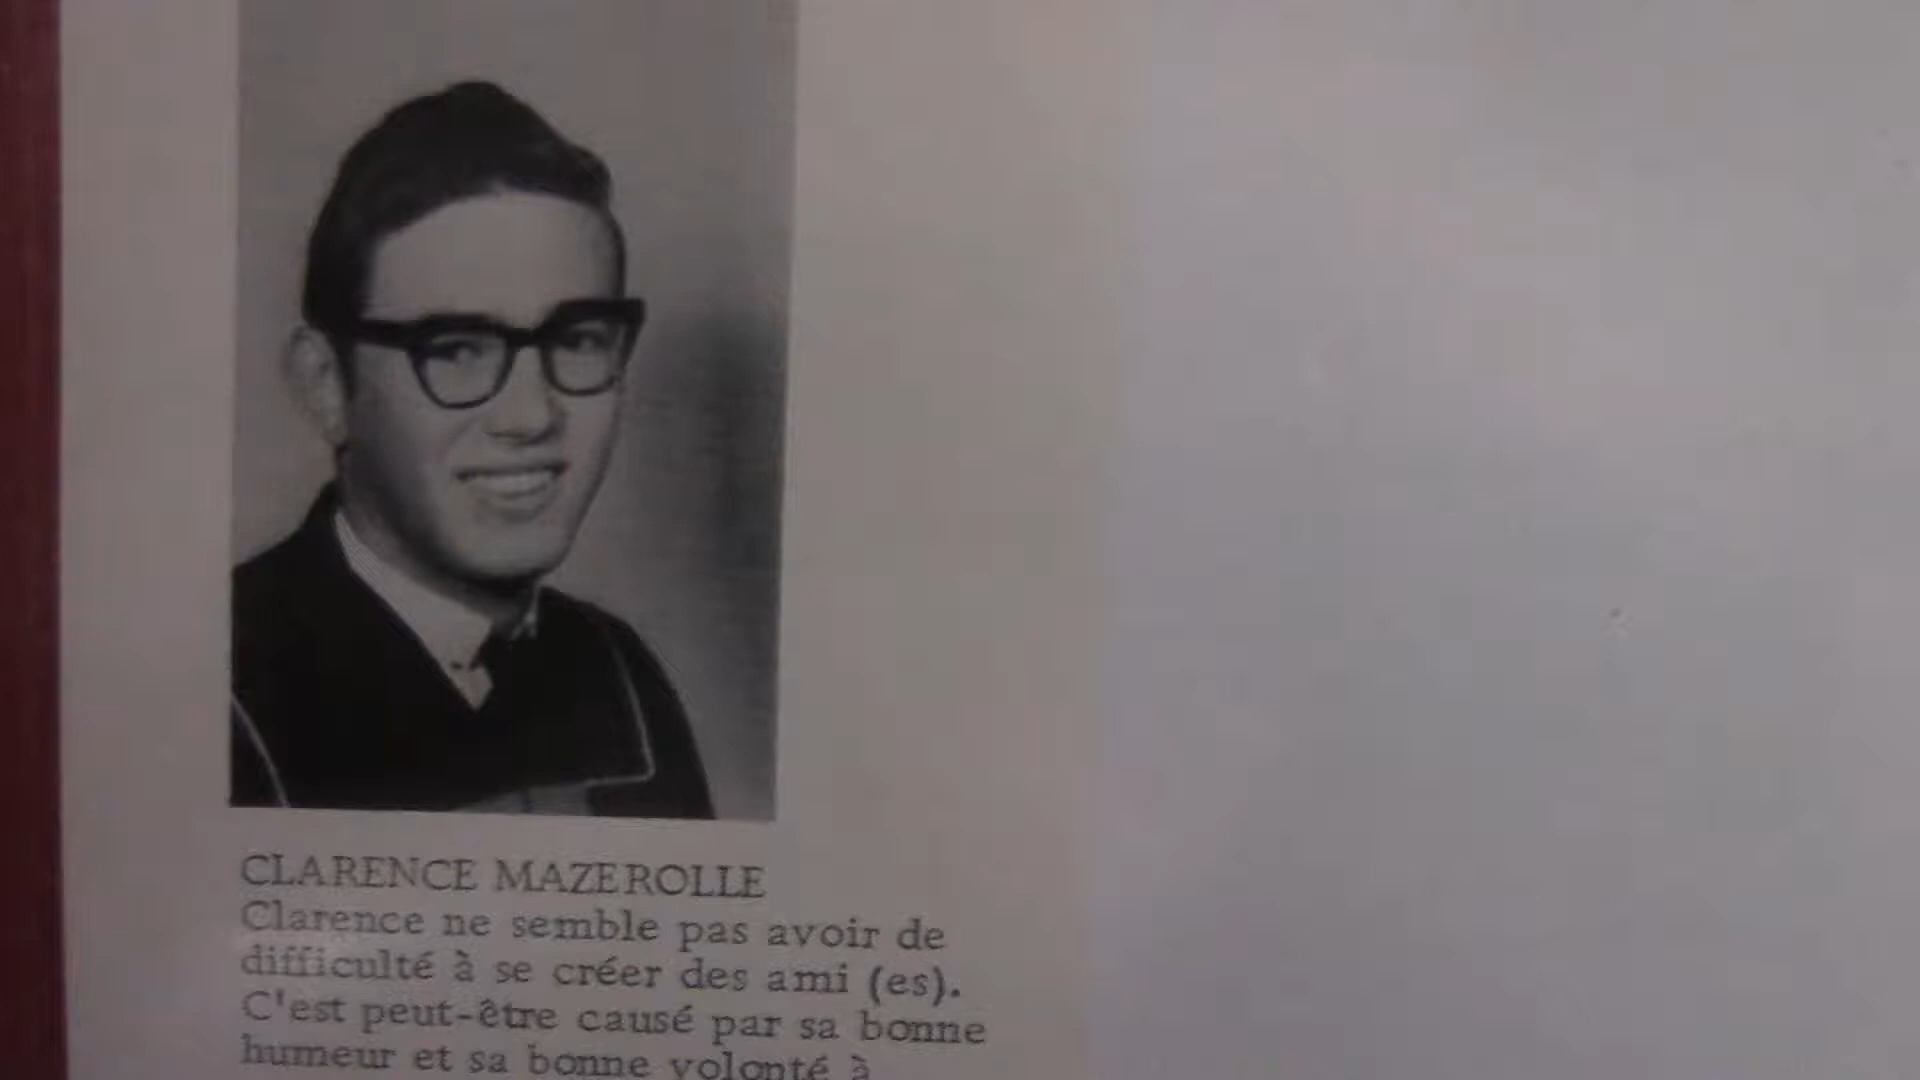 CLARENCE MAZEROLLE
Clarence ne semble pas avoir de
difficulté à se créer des ami (es).
C'est peut-être causé par sa bonne
humeur et sa bonne volonté à